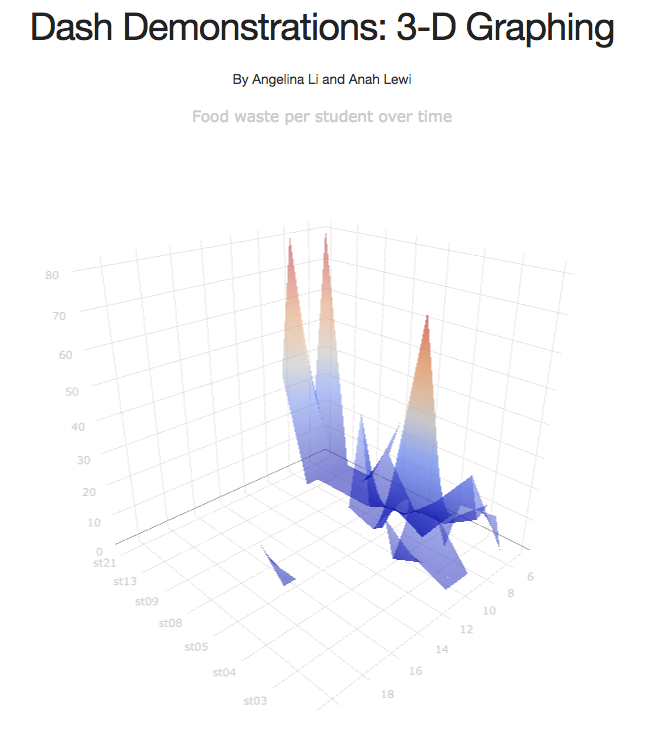 Dash Demonstrations: 3-D Graphing
By Angelina Li and Anah Lewi
Food waste per student over time
80
70
60
50
40
30
20
10
0
st21
st13
st09
st08
st05
st04
st03
6
8
10
12
14
16
18